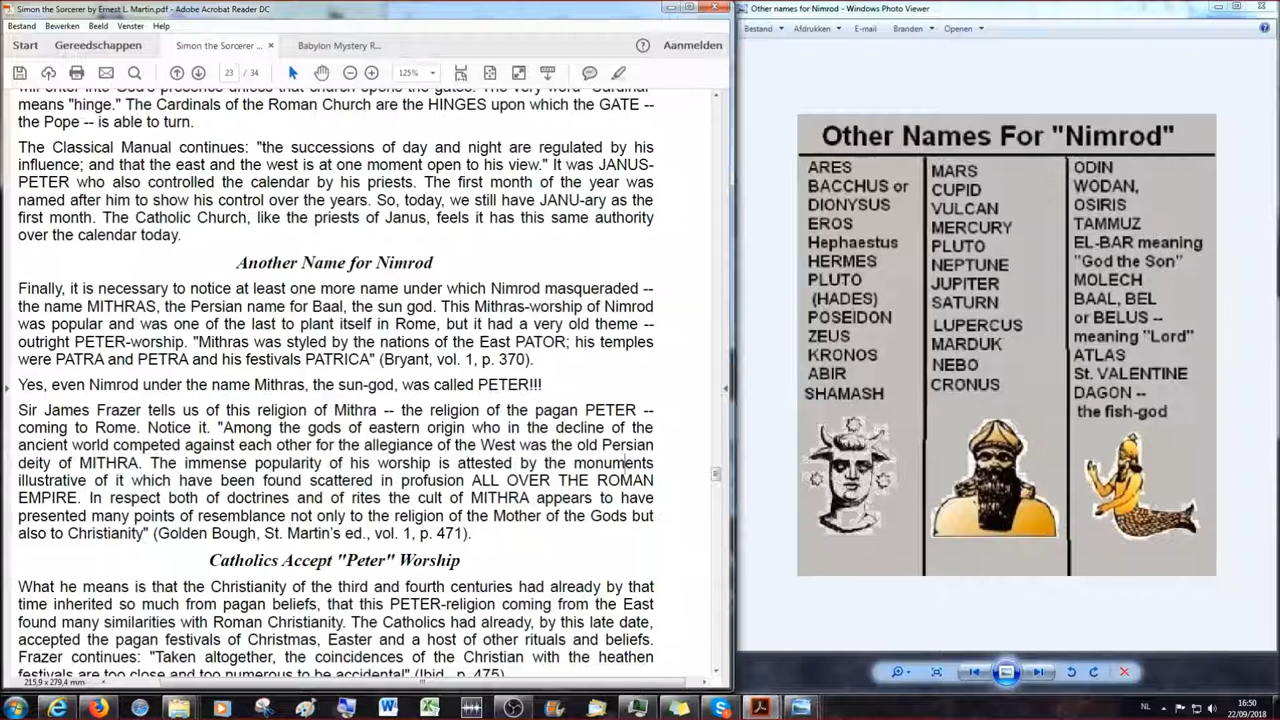 Simon the Sorcerer by Ernest L. Martin.pdf - Adobe Acrobat Reader DC
Bestand Bewerken Beeld Venster Help
Start Gereedschappen Simon the Sorcerer ... × Babylon Mystery R... Aanmelden
23 / 34 125%
means "hinge." The Cardinals of the Roman Church are the HINGES upon which the GATE --
the Pope -- is able to turn.
The Classical Manual continues: "the successions of day and night are regulated by his
influence; and that the east and the west is at one moment open to his view." It was JANUS-
PETER who also controlled the calendar by his priests. The first month of the year was
named after him to show his control over the years. So, today, we still have JANU-ary as the
first month. The Catholic Church, like the priests of Janus, feels it has this same authority
over the calendar today.
Another Name for Nimrod
Finally, it is necessary to notice at least one more name under which Nimrod masqueraded --
the name MITHRAS, the Persian name for Baal, the sun god. This Mithras-worship of Nimrod
was popular and was one of the last to plant itself in Rome, but it had a very old theme --
outright PETER-worship. "Mithras was styled by the nations of the East PATOR; his temples
were PATRA and PETRA and his festivals PATRICA" (Bryant, vol. 1, p. 370).
Yes, even Nimrod under the name Mithras, the sun-god, was called PETER!!!
Sir James Frazer tells us of this religion of Mithra -- the religion of the pagan PETER --
coming to Rome. Notice it. "Among the gods of eastern origin who in the decline of the
ancient world competed against each other for the allegiance of the West was the old Persian
deity of MITHRA. The immense popularity of his worship is attested by the monuments
illustrative of it which have been found scattered in profusion ALL OVER THE ROMAN
EMPIRE. In respect both of doctrines and of rites the cult of MITHRA appears to have
presented many points of resemblance not only to the religion of the Mother of the Gods but
also to Christianity" (Golden Bough, St. Martin's ed., vol. 1, p. 471).
Catholics Accept "Peter" Worship
What he means is that the Christianity of the third and fourth centuries had already by that
time inherited so much from pagan beliefs, that this PETER-religion coming from the East
found many similarities with Roman Christianity. The Catholics had already, by this late date,
accepted the pagan festivals of Christmas, Easter and a host of other rituals and beliefs.
Frazer continues: "Taken altogether, the coincidences of the Christian with the heathen
festivals are too close and too numerous to be accidental" (Ibid., p. 475)
215,9 x 279,4 mm
Other names for Nimrod - Windows Photo Viewer
Bestand Afdrukken E-mail Branden Openen
Other Names For "Nimrod"
ARES
BACCHUS or
DIONYSUS
EROS
Hephaestus
HERMES
PLUTO
(HADES)
POSEIDON
ZEUS
KRONOS
ABIR
SHAMASH
MARS
CUPID
VULCAN
MERCURY
PLUTO
NEPTUNE
JUPITER
SATURN
LUPERCUS
MARDUK
NEBO
CRONUS
ODIN
WODAN,
OSIRIS
TAMMUZ
EL-BAR meaning
"God the Son"
MOLECH
BAAL, BEL
or BELUS --
meaning "Lord"
ATLAS
St. VALENTINE
DAGON --
the fish-god
NL 16:50
22/09/2018